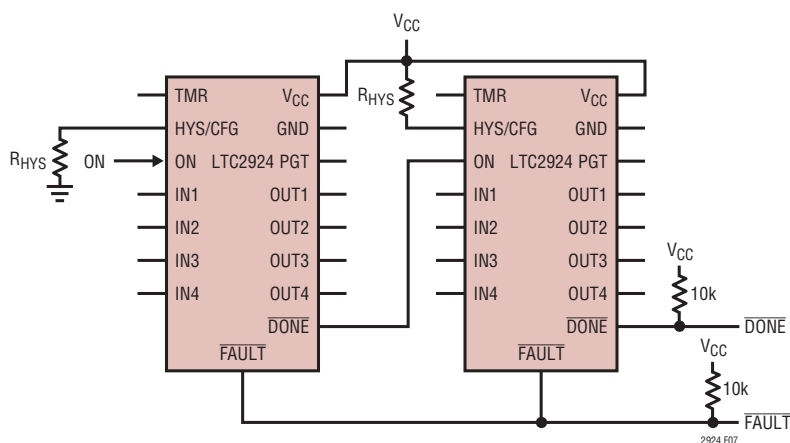 VCC
TMR
VCC
HYS/CFG
GND
ON
LTC2924 PGT
IN1
OUT1
IN2
OUT2
IN3
OUT3
IN4
OUT4
DONE
FAULT
RHYS
ON
RHYS
TMR
VCC
HYS/CFG
GND
ON
LTC2924 PGT
IN1
OUT1
IN2
OUT2
IN3
OUT3
IN4
OUT4
DONE
FAULT
VCC
10k
DONE
VCC
10k
FAULT
2924 F07